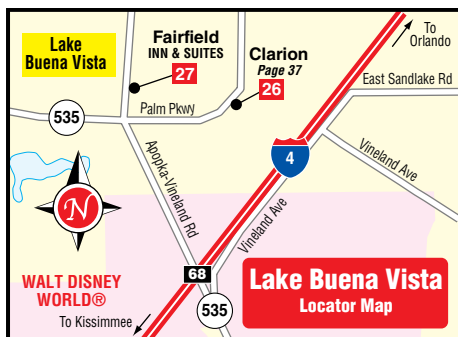 Lake
Buena Vista
Fairfield
INN & SUITES
27
Clarion
Page 37
26
To
Orlando
East Sandlake Rd
535
Palm Pkwy
Apopka-Vineland Rd
4
Vineland Ave
Vineland Ave
N
68
WALT DISNEY
WORLD®
To Kissimmee
535
Lake Buena Vista
Locator Map